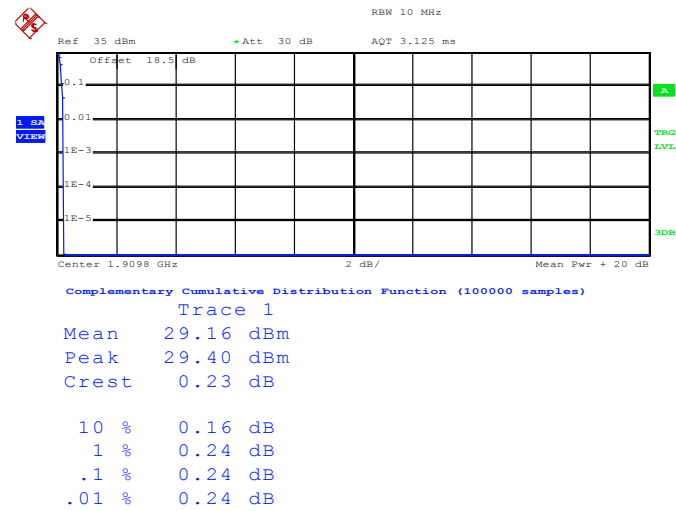 RBW 10 MHz
Ref 35 dBm *Att 30 dB AQT 3.125 ms
Offset 18.5 dB
0.1
A
0.01
1 SA
VIEW
TRG
LVL
1E-3
1E-4
1E-5
3DB
Center 1.9098 GHz 2 dB/ Mean Pwr + 20 dB
Complementary Cumulative Distribution Function (100000 samples)
Trace 1
Mean 29.16 dBm
Peak 29.40 dBm
Crest 0.23 dB
10 % 0.16 dB
1 % 0.24 dB
.1 % 0.24 dB
.01 % 0.24 dB